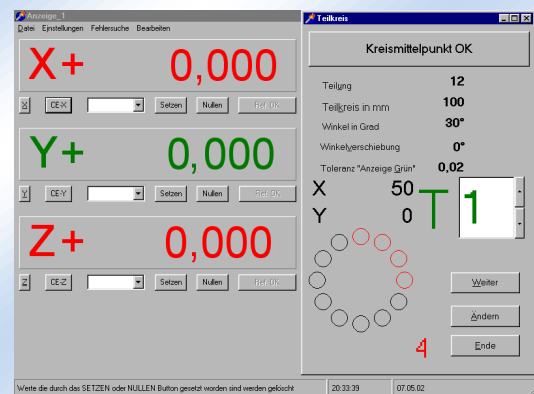 Anzeige_1
Datei Einstellungen Fehlersuche Bearbeiten
X+ 0,000
X CE-X Setzen Nullen Ref. OK
Y+ 0,000
Y CE-Y Setzen Nullen Ref. OK
Z+ 0,000
Z CE-Z Setzen Nullen Ref. OK
Teilkreis
Kreismittelpunkt OK
Teilung 12
Teilkreis in mm 100
Winkel in Grad 30°
Winkelverschiebung 0°
Toleranz "Anzeige Grün" 0,02
X 50
Y 0
T 1
4
Weiter
Ändern
Ende
Werte die durch das SETZEN oder NULLEN Button gesetzt worden sind werden gelöscht 20:33:39 07.05.02